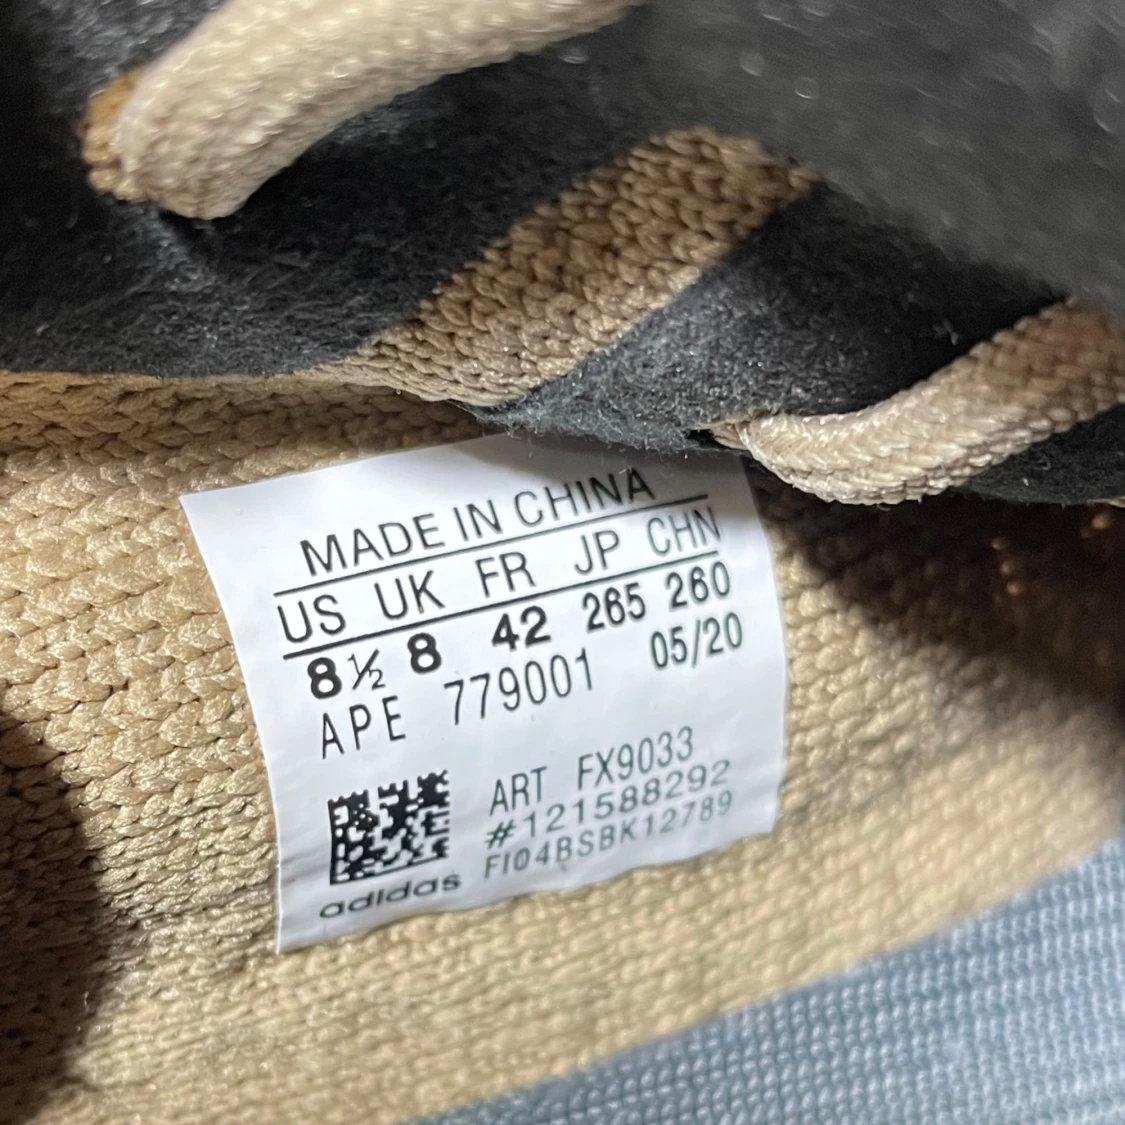 MADE IN CHINA
US UK FR JP CHN
8½ 8 42 265 260
APE 779001 05/20
ART FX9033
#121588292
FI04BSBK12789
adidas